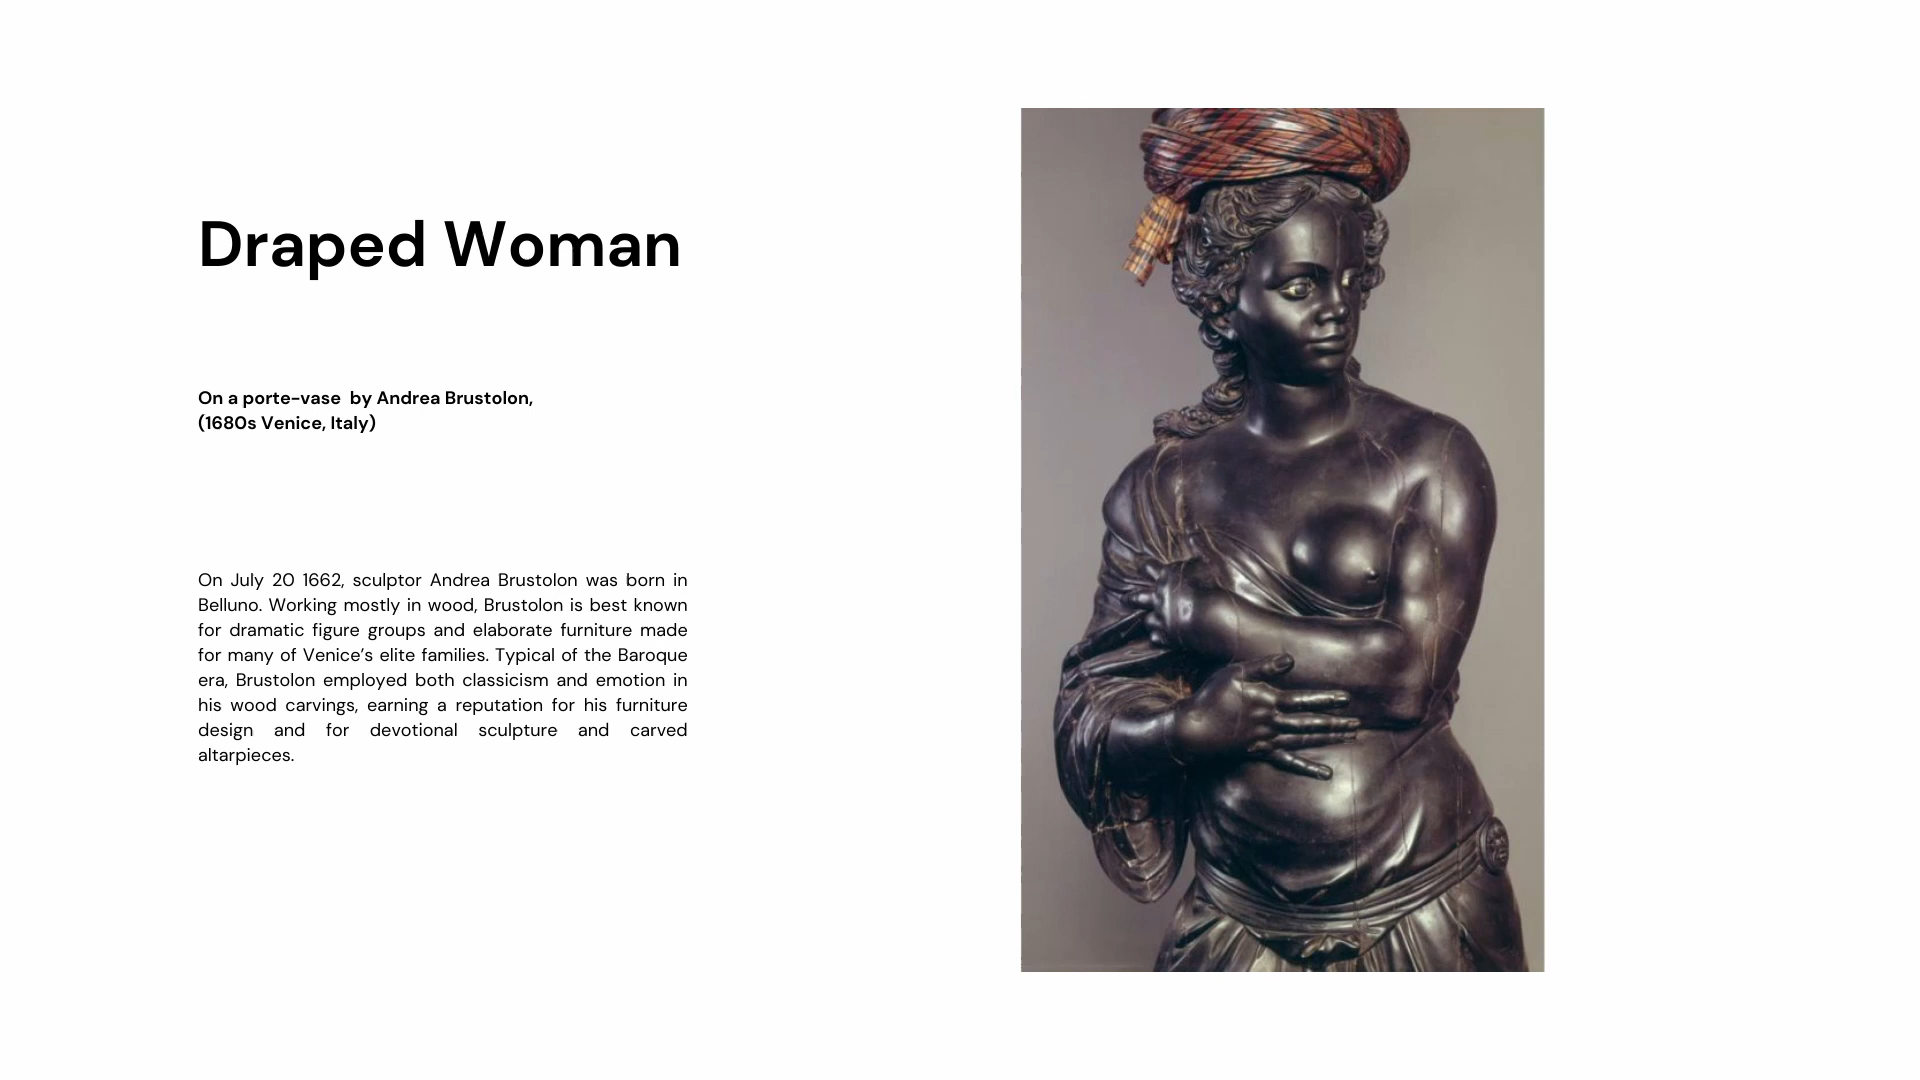 Draped Woman
On a porte-vase  by Andrea Brustolon,
(1680s Venice, Italy)
On July 20 1662, sculptor Andrea Brustolon was born in
Belluno. Working mostly in wood, Brustolon is best known
for dramatic figure groups and elaborate furniture made
for many of Venice’s elite families. Typical of the Baroque
era, Brustolon employed both classicism and emotion in
his wood carvings, earning a reputation for his furniture
design and for devotional sculpture and carved
altarpieces.